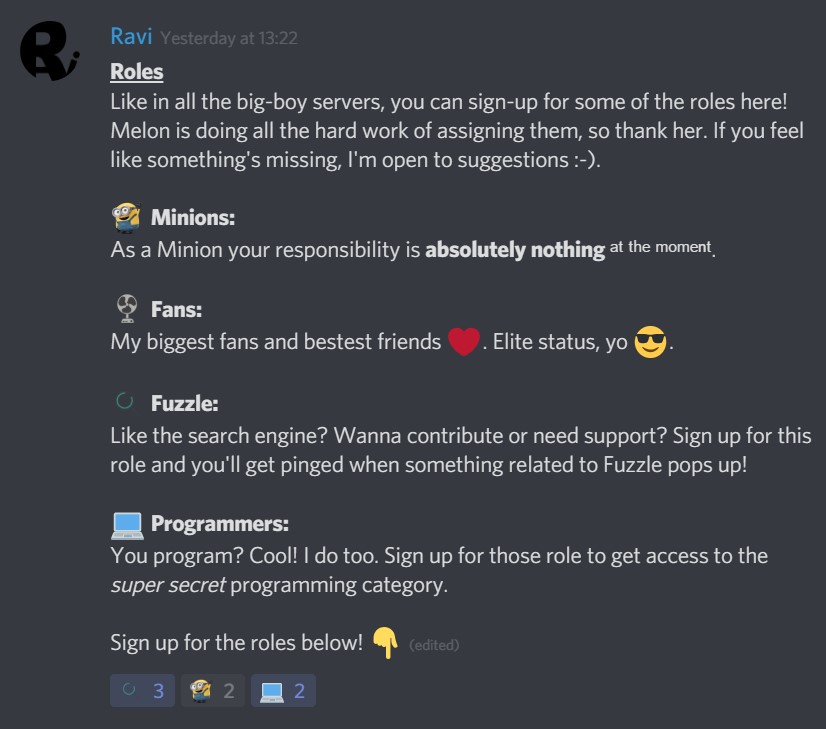 Ravi Yesterday at 13:22
Roles
Like in all the big-boy servers, you can sign-up for some of the roles here!
Melon is doing all the hard work of assigning them, so thank her. If you feel
like something's missing, I'm open to suggestions :-).
Minions:
As a Minion your responsibility is absolutely nothing at the moment.
Fans:
My biggest fans and bestest friends ❤️. Elite status, yo 😎.
Fuzzle:
Like the search engine? Wanna contribute or need support? Sign up for this
role and you'll get pinged when something related to Fuzzle pops up!
💻 Programmers:
You program? Cool! I do too. Sign up for those role to get access to the
super secret programming category.
Sign up for the roles below! 👇 (edited)
3 2 💻 2